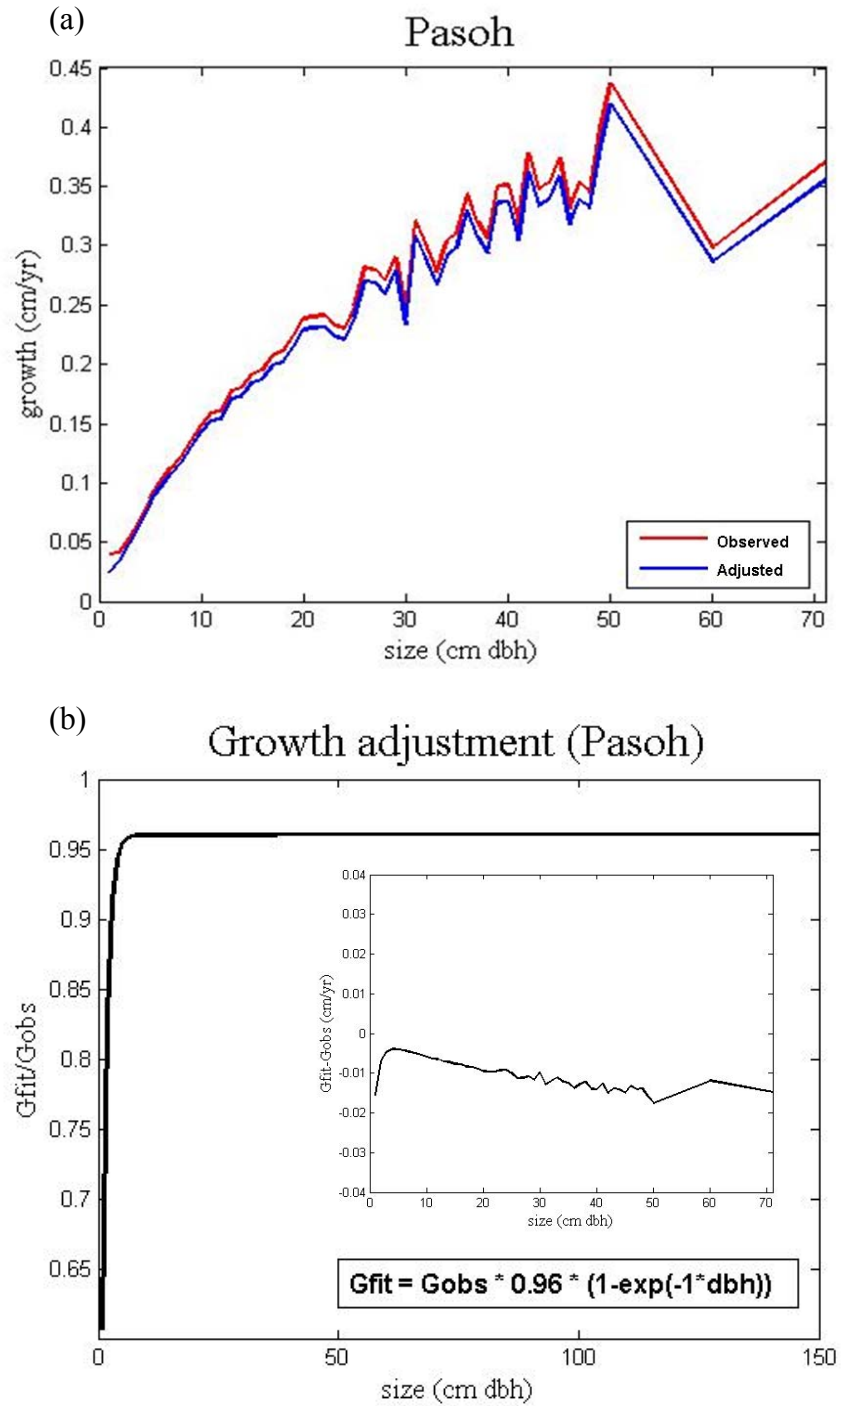 (a)
Pasoh
0.45
0.4
0.35
0.3
0.25
0.2
0.15
0.1
0.05
0
growth (cm/yr)
Observed
Adjusted
0 10 20 30 40 50 60 70
size (cm dbh)
(b)
Growth adjustment (Pasoh)
1
0.95
0.9
0.85
0.8
0.75
0.7
0.65
Gfit/Gobs
0.04
0.03
0.02
0.01
0
-0.01
-0.02
-0.03
-0.04
Gfit-Gobs (cm/yr)
0 10 20 30 40 50 60 70
size (cm dbh)
Gfit = Gobs * 0.96 * (1-exp(-1*dbh))
0 50 100 150
size (cm dbh)